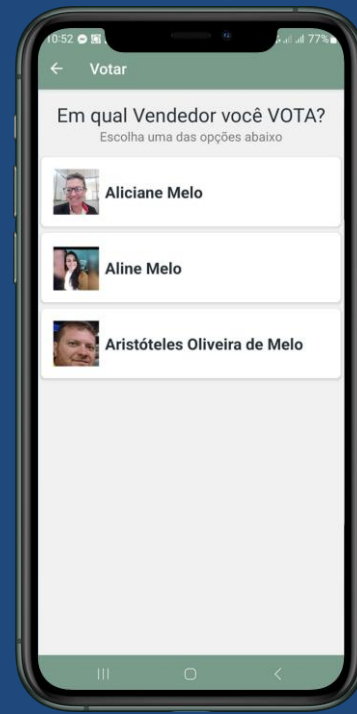 10:52
77%
Votar
Em qual Vendedor você VOTA?
Escolha uma das opções abaixo
Aliciane Melo
Aline Melo
Aristóteles Oliveira de Melo